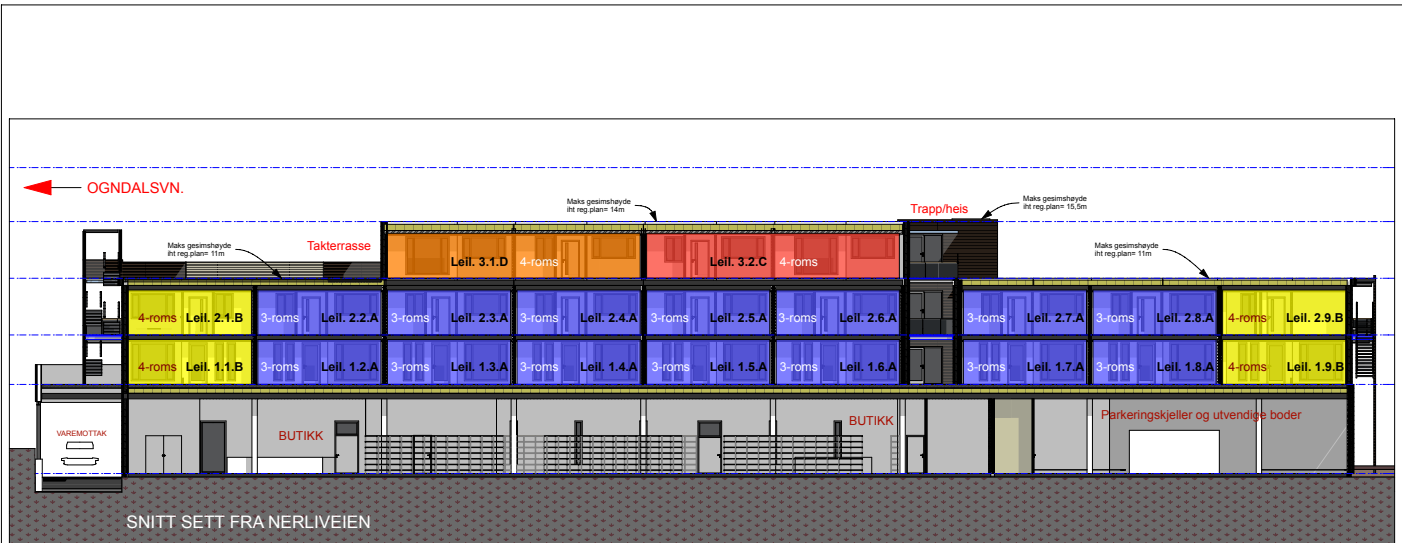 OGNDALSVN.
Maks gesimshøyde
iht reg.plan= 14m
Maks gesimshøyde
iht reg.plan= 15,5m
Trapp/heis
Takterrasse
Maks gesimshøyde
iht reg.plan= 11m
Maks gesimshøyde
iht reg.plan= 11m
Leil. 3.1.D 4-roms Leil. 3.2.C 4-roms
4-roms Leil. 2.1.B 3-roms Leil. 2.2.A 3-roms Leil. 2.3.A 3-roms Leil. 2.4.A 3-roms Leil. 2.5.A 3-roms Leil. 2.6.A 3-roms Leil. 2.7.A 3-roms Leil. 2.8.A 4-roms Leil. 2.9.B
4-roms Leil. 1.1.B 3-roms Leil. 1.2.A 3-roms Leil. 1.3.A 3-roms Leil. 1.4.A 3-roms Leil. 1.5.A 3-roms Leil. 1.6.A 3-roms Leil. 1.7.A 3-roms Leil. 1.8.A 4-roms Leil. 1.9.B
VAREMOTTAK
BUTIKK
BUTIKK
Parkeringskjeller og utvendige boder
SNITT SETT FRA NERLIVEIEN